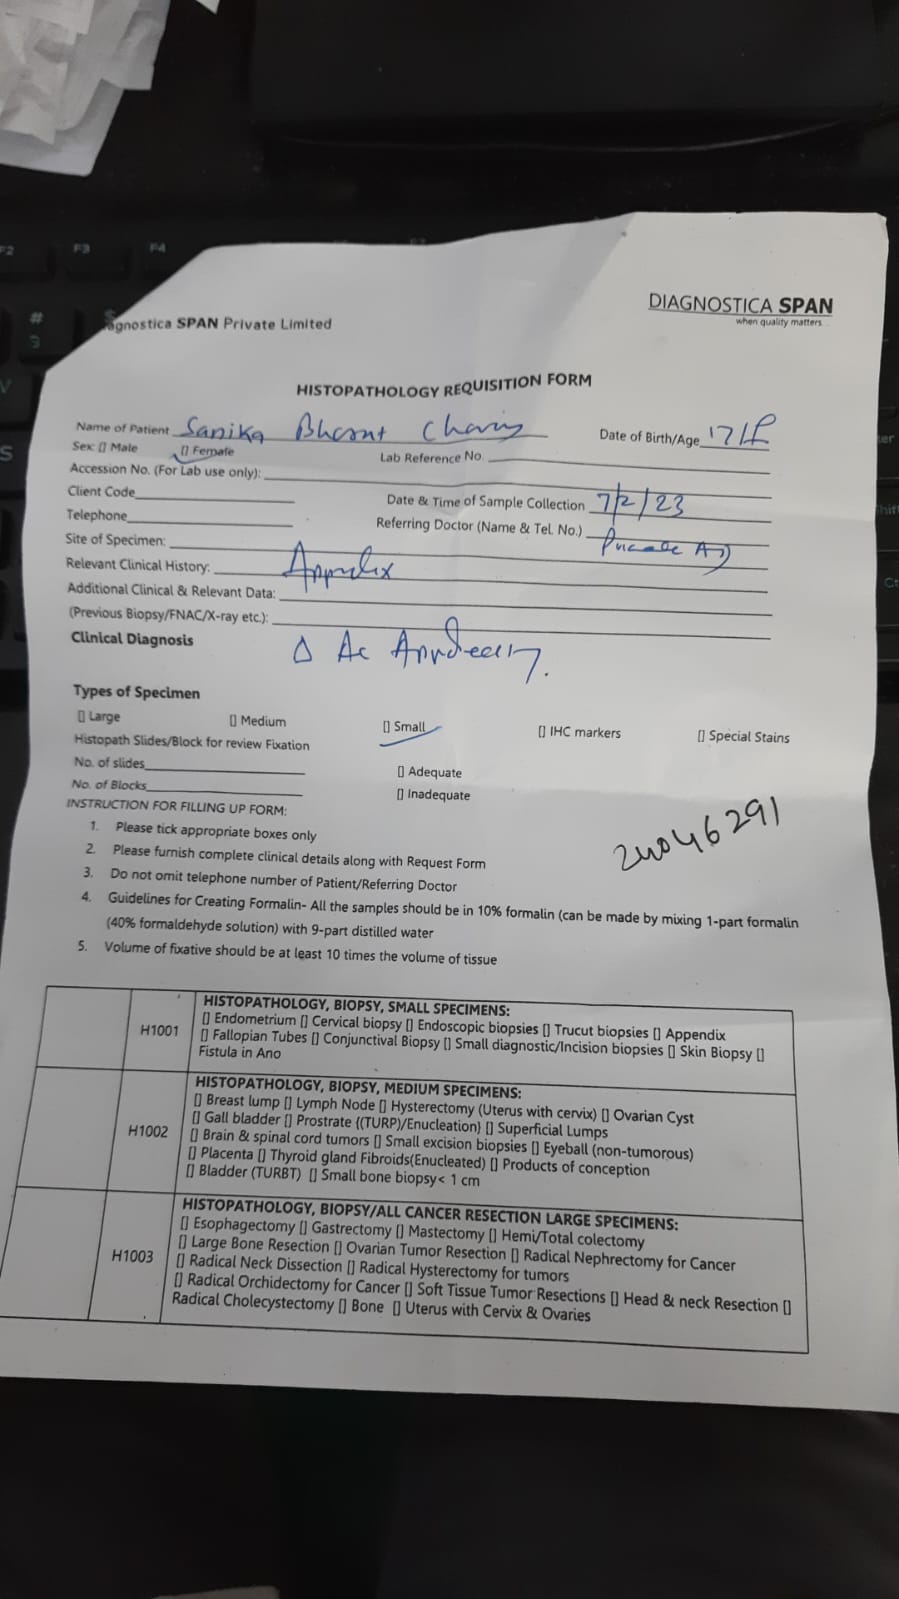 F2 F3 F4
#
3
V
S
DIAGNOSTICA SPAN
when quality matters...
agnostica SPAN Private Limited
HISTOPATHOLOGY REQUISITION FORM
Name of Patient Sanika Bharat
Date of Birth/Age 17/F
Sex: [] Male [] Female
Lab Reference No.
Accession No. (For Lab use only):
Client Code
Date & Time of Sample Collection 7/2/23
Telephone
Referring Doctor (Name & Tel. No.)
Site of Specimen:
Relevant Clinical History: Appendix
Additional Clinical & Relevant Data:
(Previous Biopsy/FNAC/X-ray etc.):
Clinical Diagnosis Δ Ac
Types of Specimen
[] Large [] Medium [] Small [] IHC markers [] Special Stains
Histopath Slides/Block for review Fixation
No. of slides [] Adequate
No. of Blocks [] Inadequate
INSTRUCTION FOR FILLING UP FORM:
1. Please tick appropriate boxes only
2. Please furnish complete clinical details along with Request Form
24046291
3. Do not omit telephone number of Patient/Referring Doctor
4. Guidelines for Creating Formalin- All the samples should be in 10% formalin (can be made by mixing 1-part formalin
(40% formaldehyde solution) with 9-part distilled water
5. Volume of fixative should be at least 10 times the volume of tissue
HISTOPATHOLOGY, BIOPSY, SMALL SPECIMENS:
H1001 [] Endometrium [] Cervical biopsy [] Endoscopic biopsies [] Trucut biopsies [] Appendix
[] Fallopian Tubes [] Conjunctival Biopsy [] Small diagnostic/Incision biopsies [] Skin Biopsy []
Fistula in Ano
HISTOPATHOLOGY, BIOPSY, MEDIUM SPECIMENS:
[] Breast lump [] Lymph Node [] Hysterectomy (Uterus with cervix) [] Ovarian Cyst
[] Gall bladder [] Prostrate ((TURP)/Enucleation) [] Superficial Lumps
H1002 [] Brain & spinal cord tumors [] Small excision biopsies [] Eyeball (non-tumorous)
[] Placenta [] Thyroid gland Fibroids(Enucleated) [] Products of conception
[] Bladder (TURBT) [] Small bone biopsy< 1 cm
HISTOPATHOLOGY, BIOPSY/ALL CANCER RESECTION LARGE SPECIMENS:
[] Esophagectomy [] Gastrectomy [] Mastectomy [] Hemi/Total colectomy
[] Large Bone Resection [] Ovarian Tumor Resection [] Radical Nephrectomy for Cancer
H1003 [] Radical Neck Dissection [] Radical Hysterectomy for tumors
[] Radical Orchidectomy for Cancer [] Soft Tissue Tumor Resections [] Head & neck Resection []
Radical Cholecystectomy [] Bone [] Uterus with Cervix & Ovaries